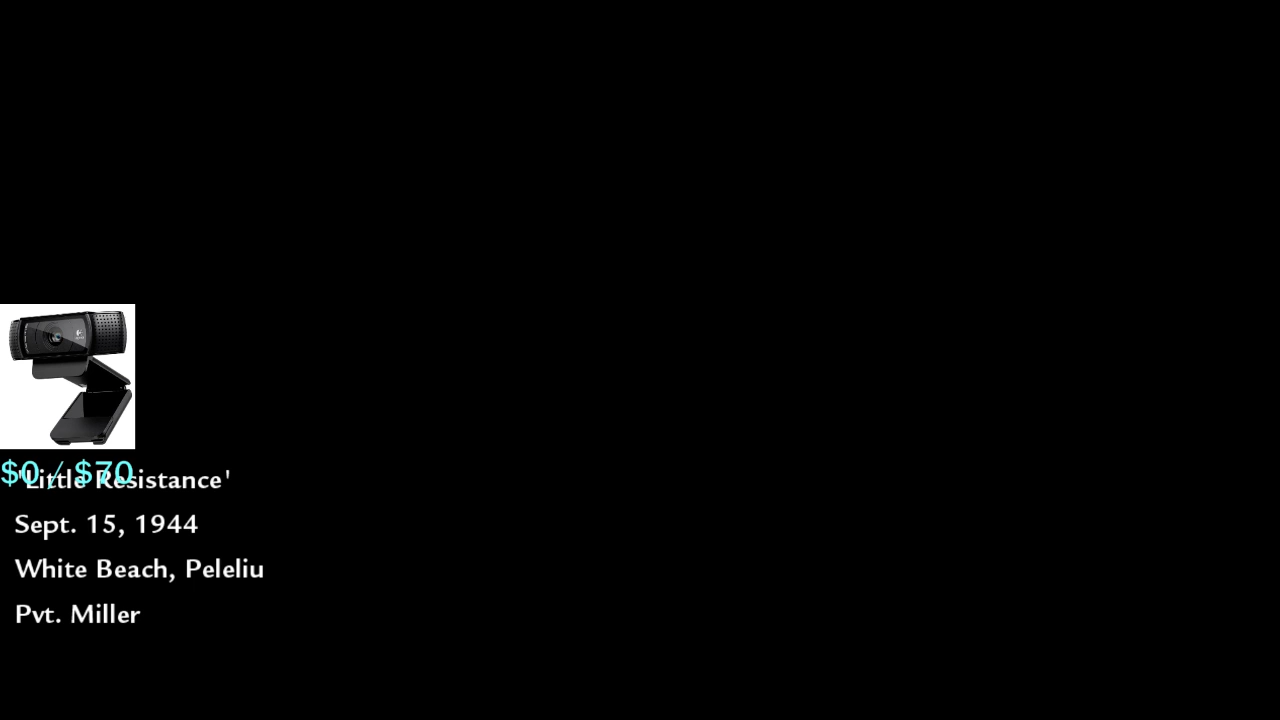 $0 / $70
'Little Resistance'
Sept. 15, 1944
White Beach, Peleliu
Pvt. Miller